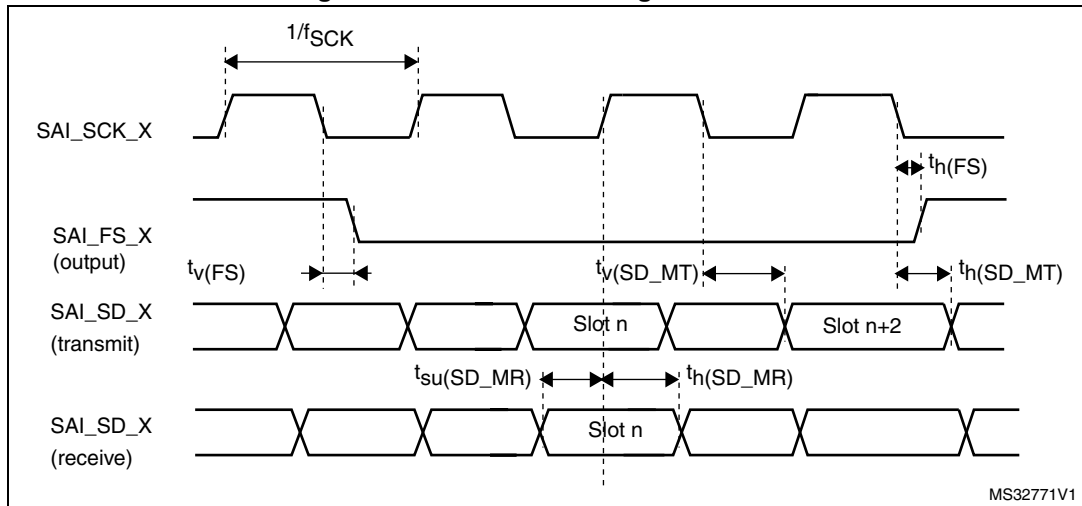 1/fSCK
SAI_SCK_X
th(FS)
SAI_FS_X
(output)
tv(FS)
tv(SD_MT)
th(SD_MT)
SAI_SD_X
(transmit)
Slot n
Slot n+2
tsu(SD_MR)
th(SD_MR)
SAI_SD_X
(receive)
Slot n
MS32771V1